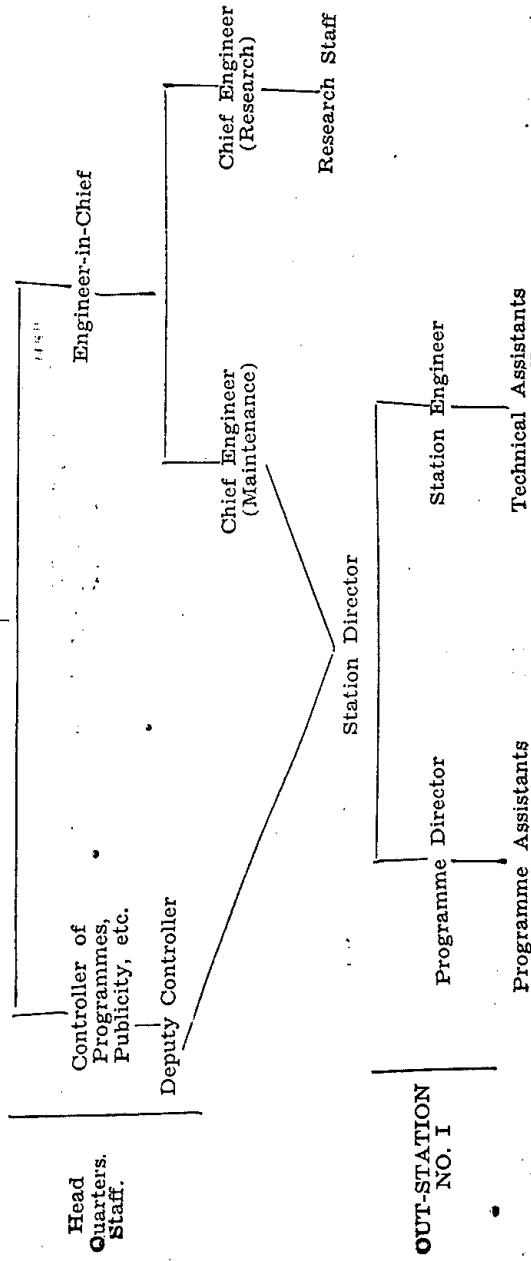 Head
Quarters.
Staff.
Controller of
Programmes,
Publicity, etc.
Deputy Controller
Engineer-in-Chief
Chief Engineer
(Maintenance)
Chief Engineer
(Research)
Research Staff
Station Director
OUT-STATION
NO. I
Programme Director
Station Engineer
Programme Assistants
Technical Assistants